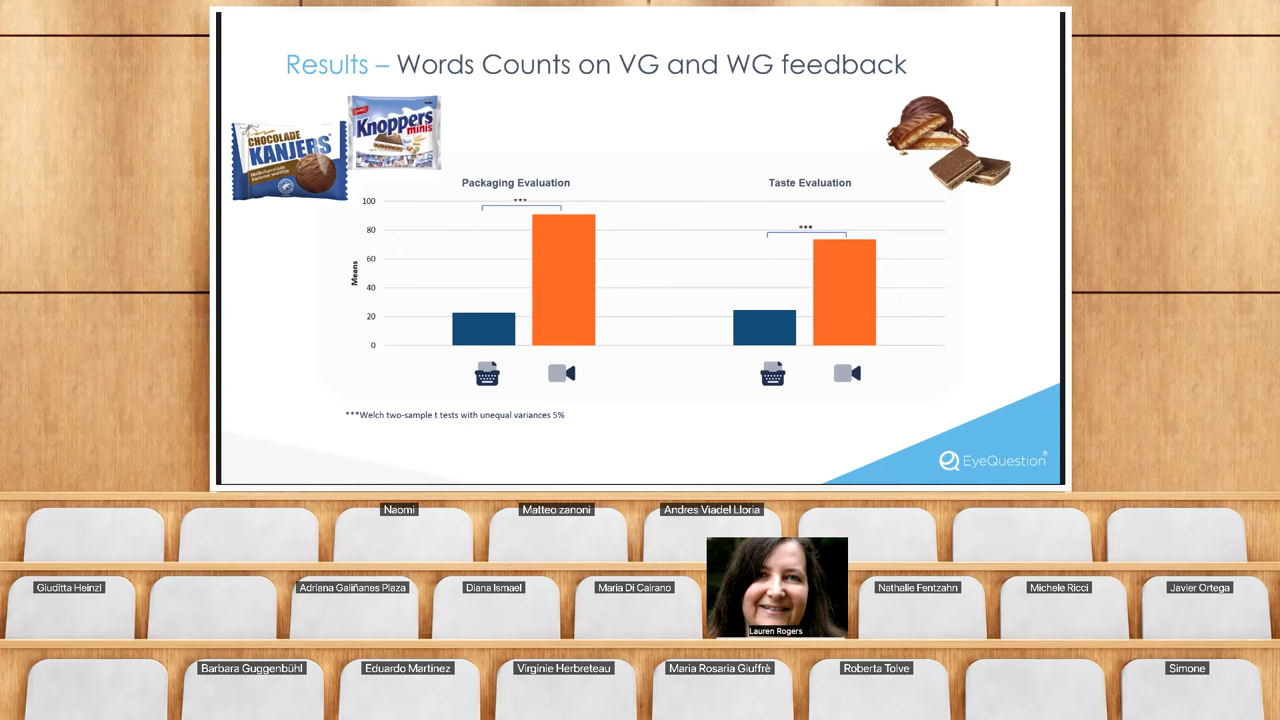 Results – Words Counts on VG and WG feedback
Knoppers
minis
CHOCOLADE
KANJERS
Packaging Evaluation
Taste Evaluation
***
***
100
80
60
40
20
0
Means
***Welch two-sample t tests with unequal variances 5%
EyeQuestion®
Naomi
Matteo zanoni
Andres Viadel Lloria
Giuditta Heinzl
Adriana Galiñanes Plaza
Diana Ismael
Maria Di Cairano
Lauren Rogers
Nathalie Fentzahn
Michele Ricci
Javier Ortega
Barbara Guggenbühl
Eduardo Martinez
Virginie Herbreteau
Maria Rosaria Giuffrè
Roberta Tolve
Simone